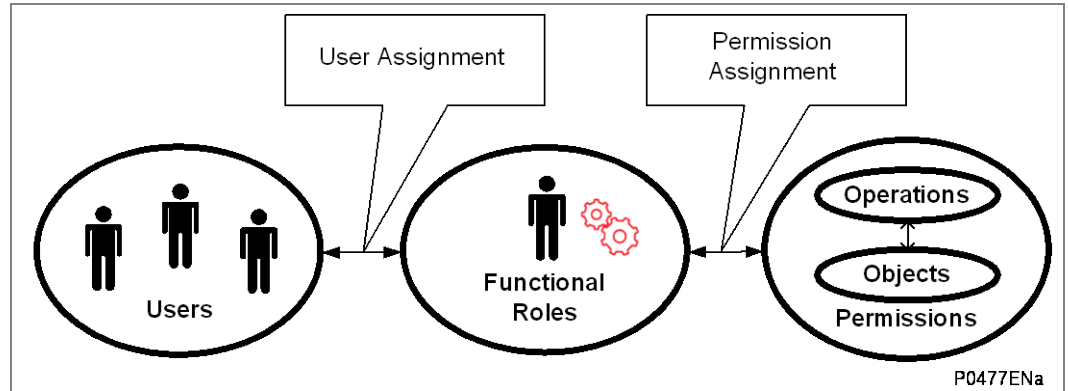 User Assignment
Permission
Assignment
Users
Functional
Roles
Operations
Objects
Permissions
P0477ENa